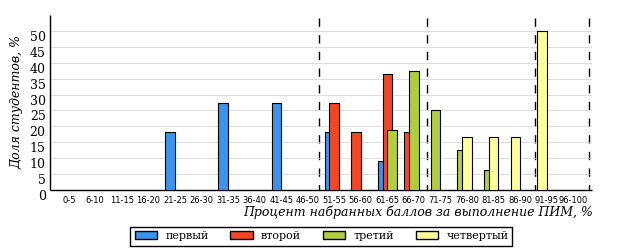 Доля студентов, %
50
45
40
35
30
25
20
15
10
5
0
0-5 6-10 11-15 16-20 21-25 26-30 31-35 36-40 41-45 46-50 51-55 56-60 61-65 66-70 71-75 76-80 81-85 86-90 91-95 96-100
Процент набранных баллов за выполнение ПИМ, %
первый второй третий четвертый